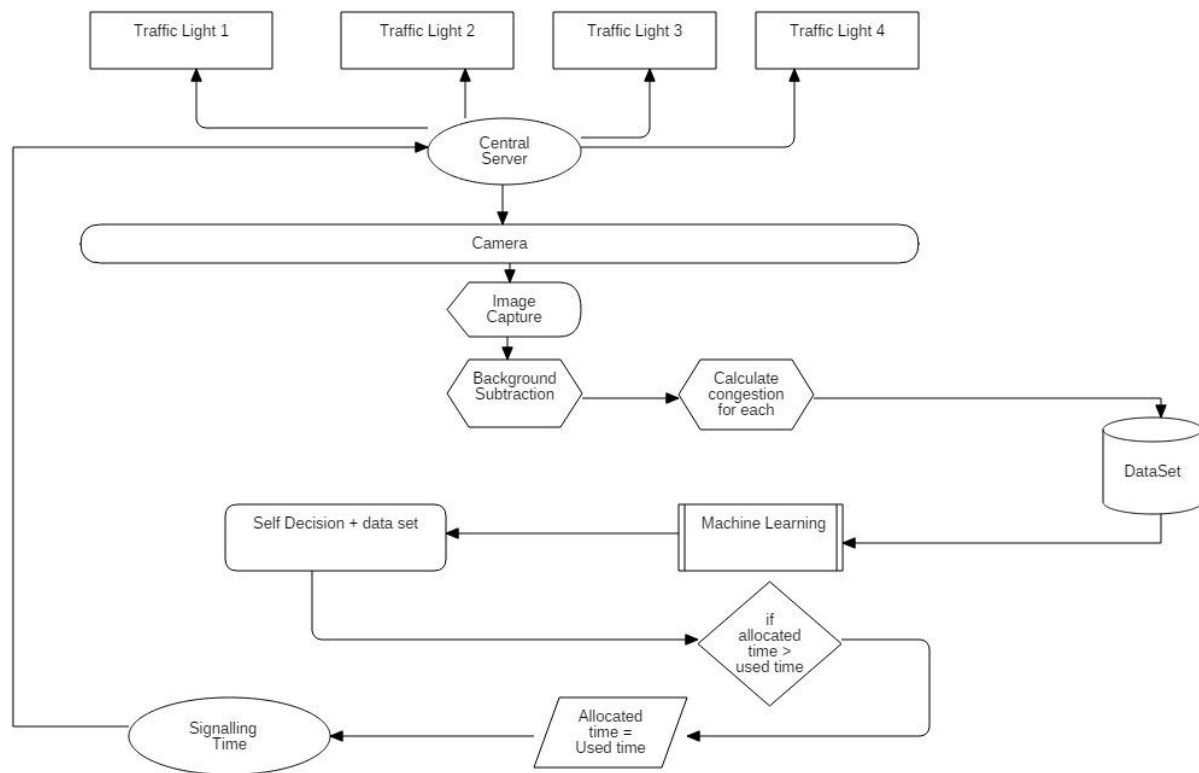 Traffic Light 1
Traffic Light 2
Traffic Light 3
Traffic Light 4
Central
Server
Camera
Image
Capture
Background
Subtraction
Calculate
congestion
for each
DataSet
Self Decision + data set
Machine Learning
if
allocated
time >
used time
Signalling
Time
Allocated
time =
Used time